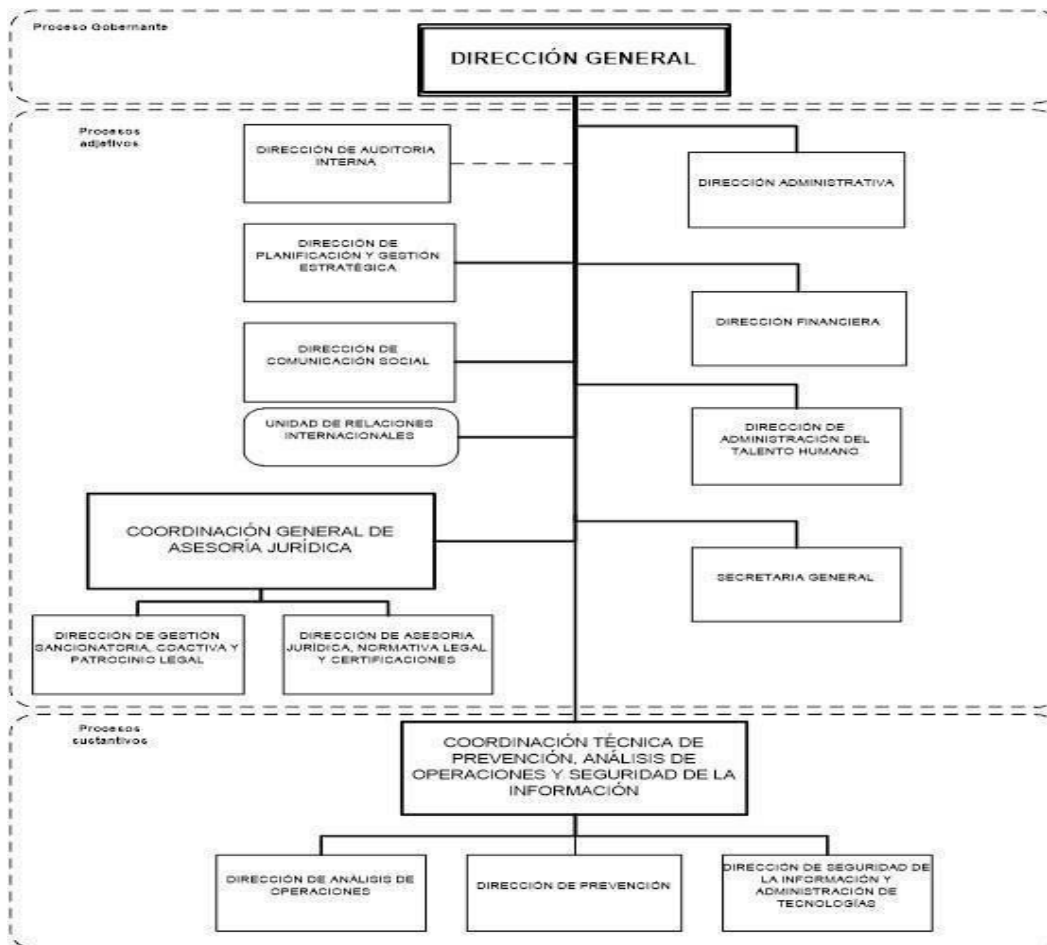 Proceso Gobernante
DIRECCIÓN GENERAL
Procesos
adjetivos
DIRECCIÓN DE AUDITORIA
INTERNA
DIRECCIÓN ADMINISTRATIVA
DIRECCIÓN DE
PLANIFICACIÓN Y GESTIÓN
ESTRATÉGICA
DIRECCIÓN FINANCIERA
DIRECCIÓN DE
COMUNICACIÓN SOCIAL
UNIDAD DE RELACIONES
INTERNACIONALES
DIRECCIÓN DE
ADMINISTRACIÓN DEL
TALENTO HUMANO
COORDINACIÓN GENERAL DE
ASESORÍA JURÍDICA
SECRETARIA GENERAL
DIRECCIÓN DE GESTIÓN
SANCIONATORIA, COACTIVA Y
PATROCINIO LEGAL
DIRECCIÓN DE ASESORIA
JURÍDICA, NORMATIVA LEGAL
Y CERTIFICACIONES
Procesos
sustantivos
COORDINACIÓN TÉCNICA DE
PREVENCIÓN, ANÁLISIS DE
OPERACIONES Y SEGURIDAD DE LA
INFORMACIÓN
DIRECCIÓN DE ANÁLISIS DE
OPERACIONES
DIRECCIÓN DE PREVENCIÓN
DIRECCIÓN DE SEGURIDAD DE
LA INFORMACIÓN Y
ADMINISTRACIÓN DE
TECNOLOGÍAS